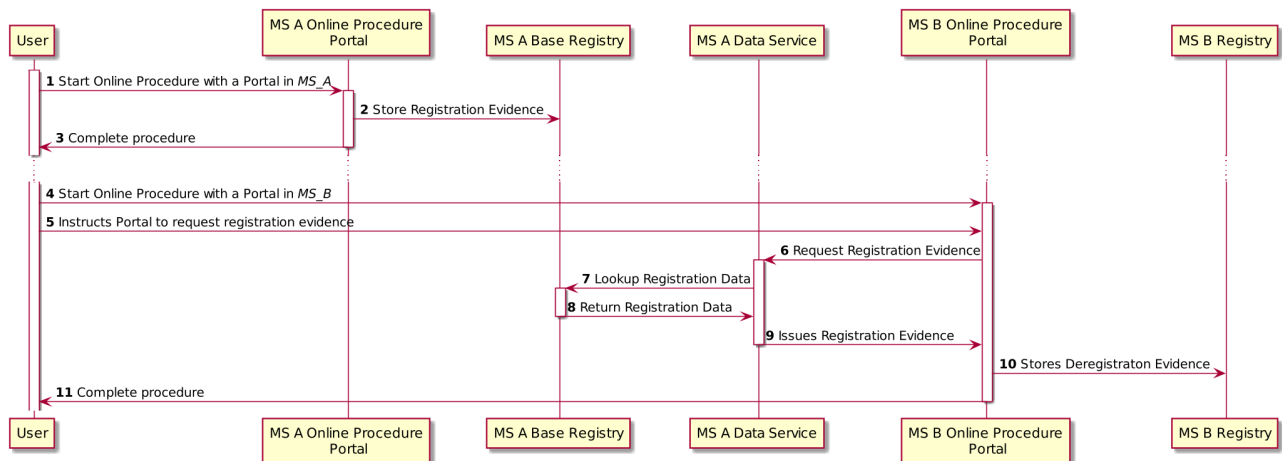 User
MS A Online Procedure
Portal
MS A Base Registry
MS A Data Service
MS B Online Procedure
Portal
MS B Registry
1 Start Online Procedure with a Portal in MS_A
2 Store Registration Evidence
3 Complete procedure
4 Start Online Procedure with a Portal in MS_B
5 Instructs Portal to request registration evidence
6 Request Registration Evidence
7 Lookup Registration Data
8 Return Registration Data
9 Issues Registration Evidence
10 Stores Deregistraton Evidence
11 Complete procedure
User
MS A Online Procedure
Portal
MS A Base Registry
MS A Data Service
MS B Online Procedure
Portal
MS B Registry